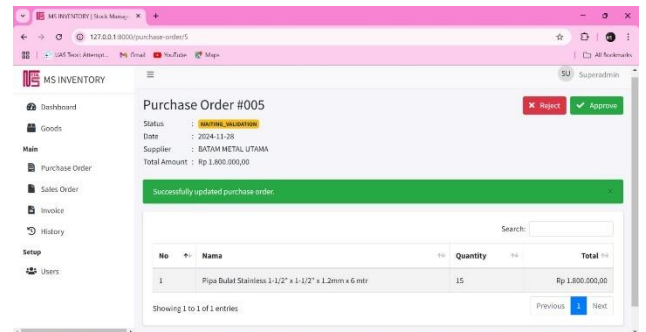 MS INVENTORY | Stock Manage
127.0.0.1:8000/purchase-order/5
UAS Teori: Attempt... Gmail YouTube Maps All Bookmarks
MS INVENTORY
SU Superadmin
Dashboard
Goods
Main
Purchase Order
Sales Order
Invoice
History
Setup
Users
Purchase Order #005
Reject Approve
Status : WAITING_VALIDATION
Date : 2024-11-28
Supplier : BATAM METAL UTAMA
Total Amount : Rp 1.800.000,00
Successfully updated purchase order. ×
Search:
No Nama Quantity Total
1 Pipa Bulat Stainless 1-1/2" x 1-1/2" x 1.2mm x 6 mtr 15 Rp 1.800.000,00
Showing 1 to 1 of 1 entries
Previous 1 Next